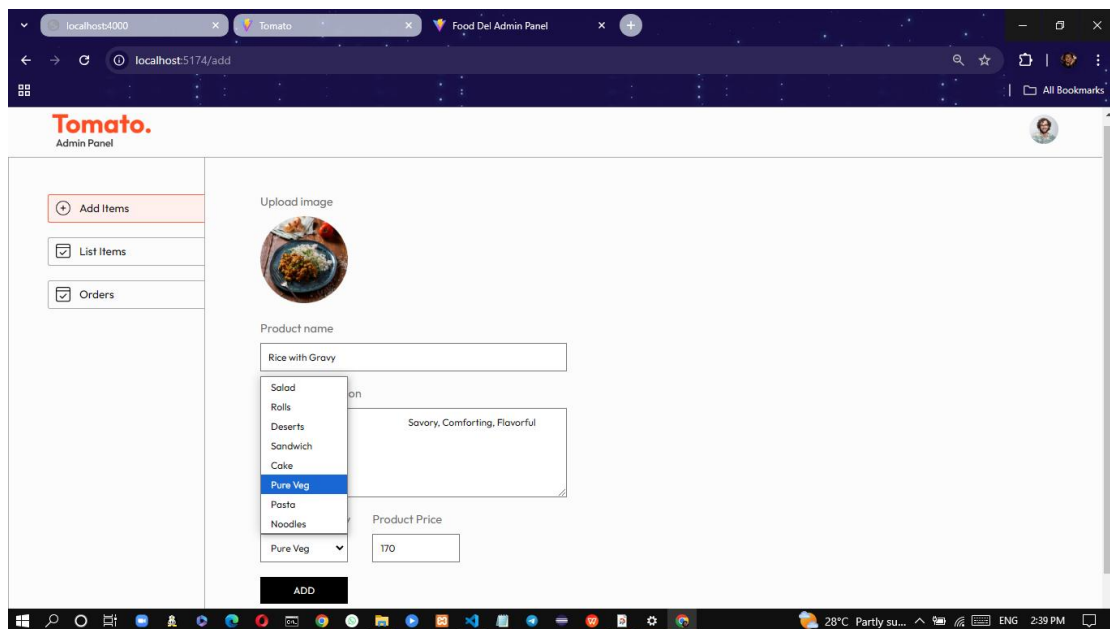 localhost:4000
Tomato
Food Del Admin Panel
localhost:5174/add
All Bookmarks
Tomato.
Admin Panel
Add Items
List Items
Orders
Upload image
Product name
Rice with Gravy
on
Savory, Comforting, Flavorful
Salad
Rolls
Deserts
Sandwich
Cake
Pure Veg
Pasta
Noodles
Product Price
Pure Veg
170
ADD
28°C Partly su... ENG 2:39 PM